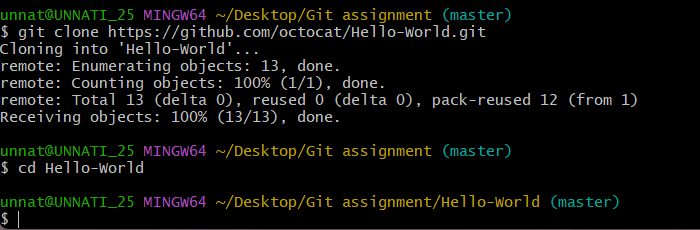 unnat@UNNATI_25 MINGW64 ~/Desktop/Git assignment (master)
$ git clone https://github.com/octocat/Hello-World.git
Cloning into 'Hello-World'...
remote: Enumerating objects: 13, done.
remote: Counting objects: 100% (1/1), done.
remote: Total 13 (delta 0), reused 0 (delta 0), pack-reused 12 (from 1)
Receiving objects: 100% (13/13), done.
unnat@UNNATI_25 MINGW64 ~/Desktop/Git assignment (master)
$ cd Hello-World
unnat@UNNATI_25 MINGW64 ~/Desktop/Git assignment/Hello-World (master)
$